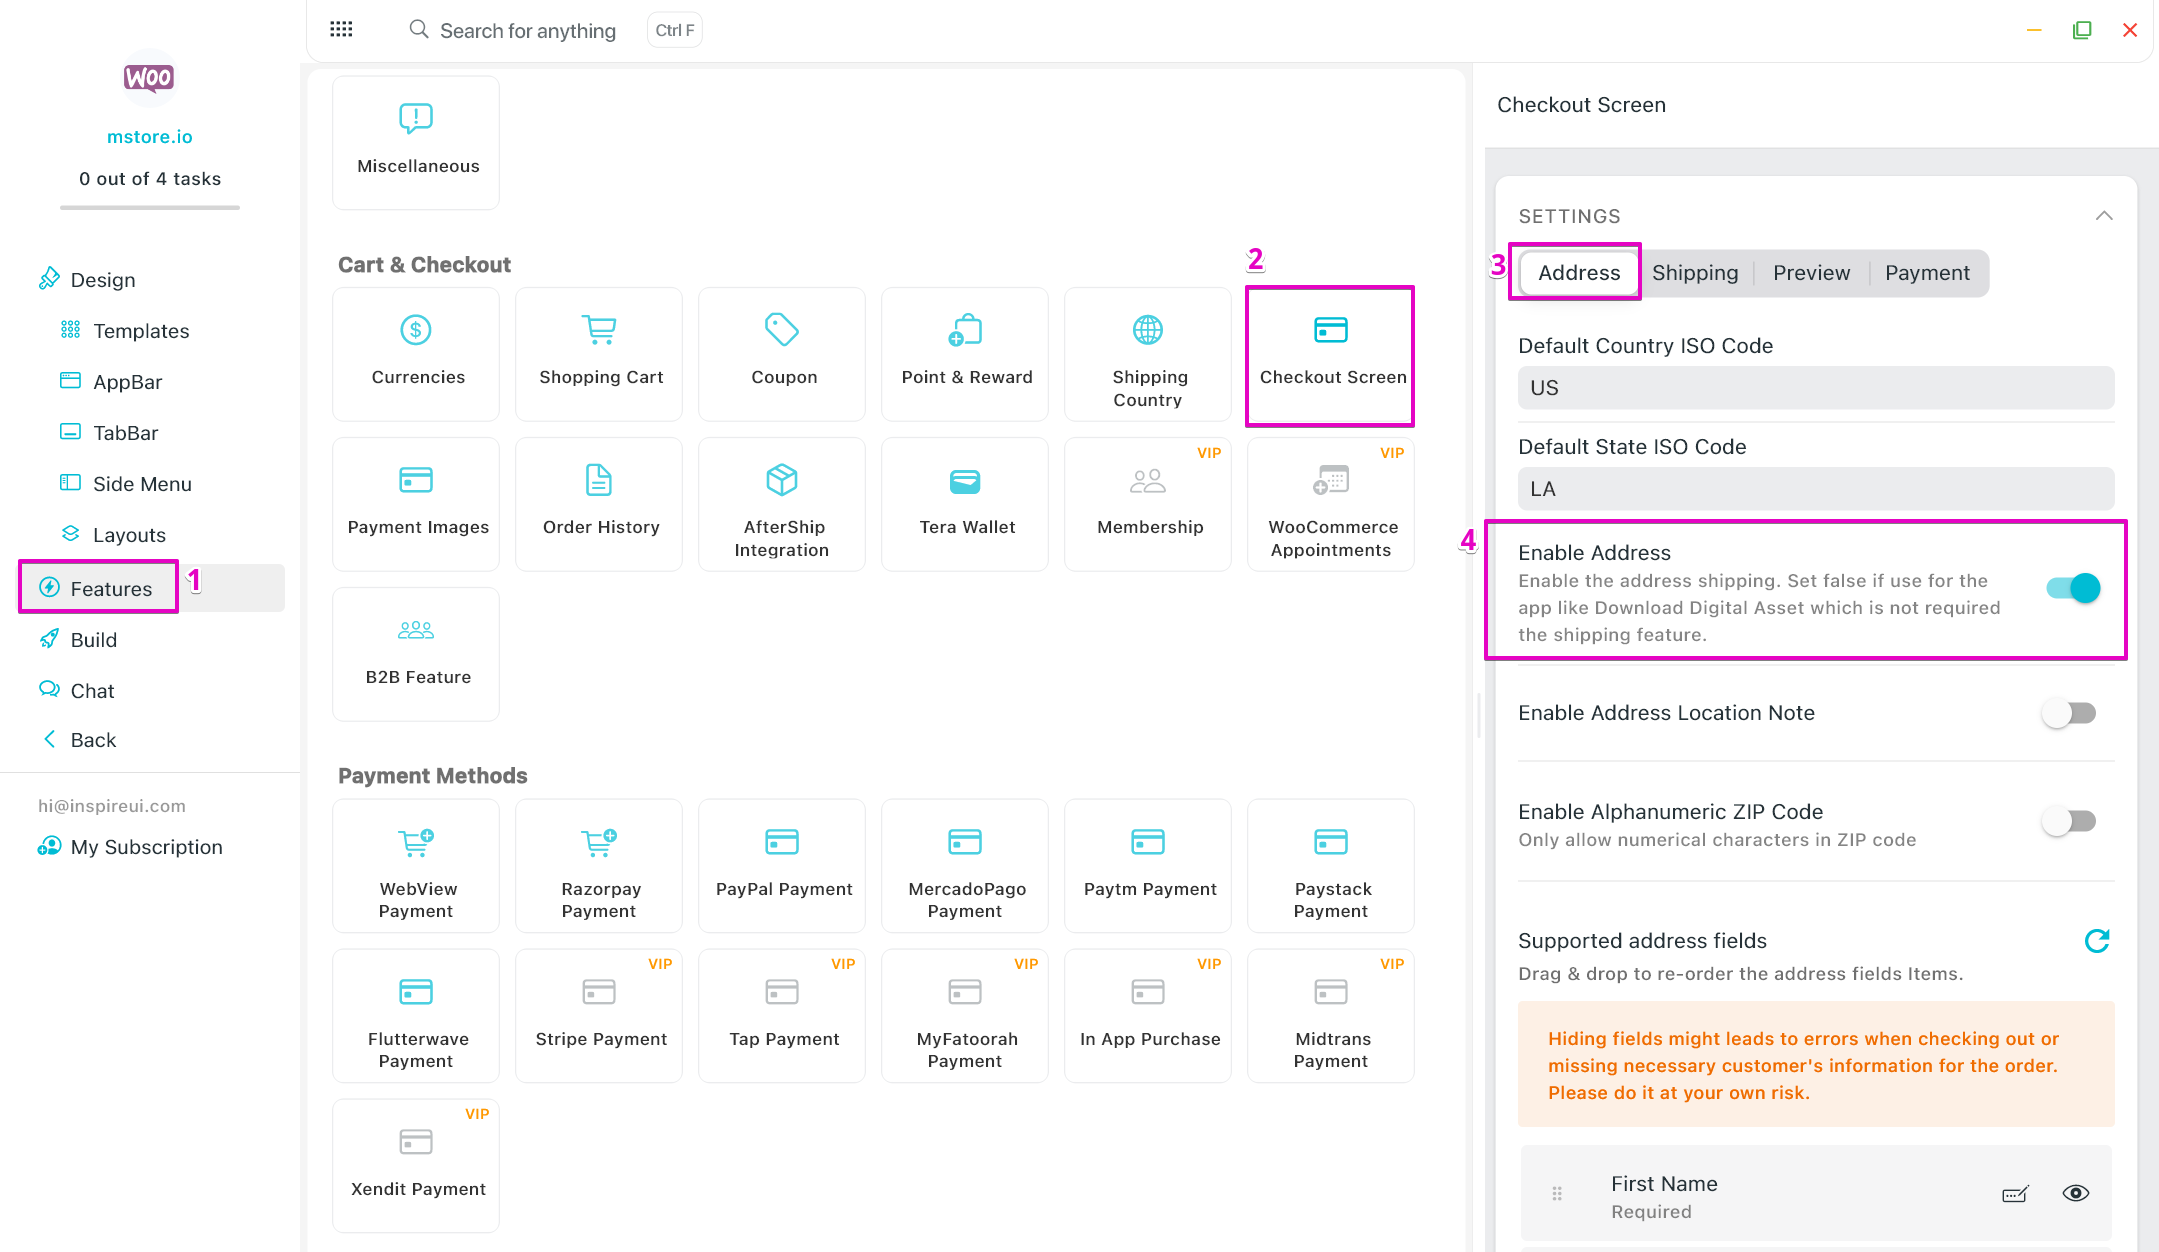 Search for anything
Ctrl F
WOO
mstore.io
0 out of 4 tasks
Design
Templates
AppBar
TabBar
Side Menu
Layouts
Features
1
Build
Chat
Back
hi@inspireui.com
My Subscription
Miscellaneous
Cart & Checkout
2
Currencies
Shopping Cart
Coupon
Point & Reward
Shipping
Country
Checkout Screen
Payment Images
Order History
AfterShip
Integration
Tera Wallet
VIP
Membership
VIP
WooCommerce
Appointments
B2B Feature
Payment Methods
WebView
Payment
Razorpay
Payment
PayPal Payment
MercadoPago
Payment
Paytm Payment
Paystack
Payment
Flutterwave
Payment
VIP
Stripe Payment
VIP
Tap Payment
VIP
MyFatoorah
Payment
VIP
In App Purchase
VIP
Midtrans
Payment
VIP
Xendit Payment
Checkout Screen
SETTINGS
3
Address
Shipping
Preview
Payment
Default Country ISO Code
US
Default State ISO Code
LA
4
Enable Address
Enable the address shipping. Set false if use for the
app like Download Digital Asset which is not required
the shipping feature.
Enable Address Location Note
Enable Alphanumeric ZIP Code
Only allow numerical characters in ZIP code
Supported address fields
Drag & drop to re-order the address fields Items.
Hiding fields might leads to errors when checking out or
missing necessary customer's information for the order.
Please do it at your own risk.
First Name
Required